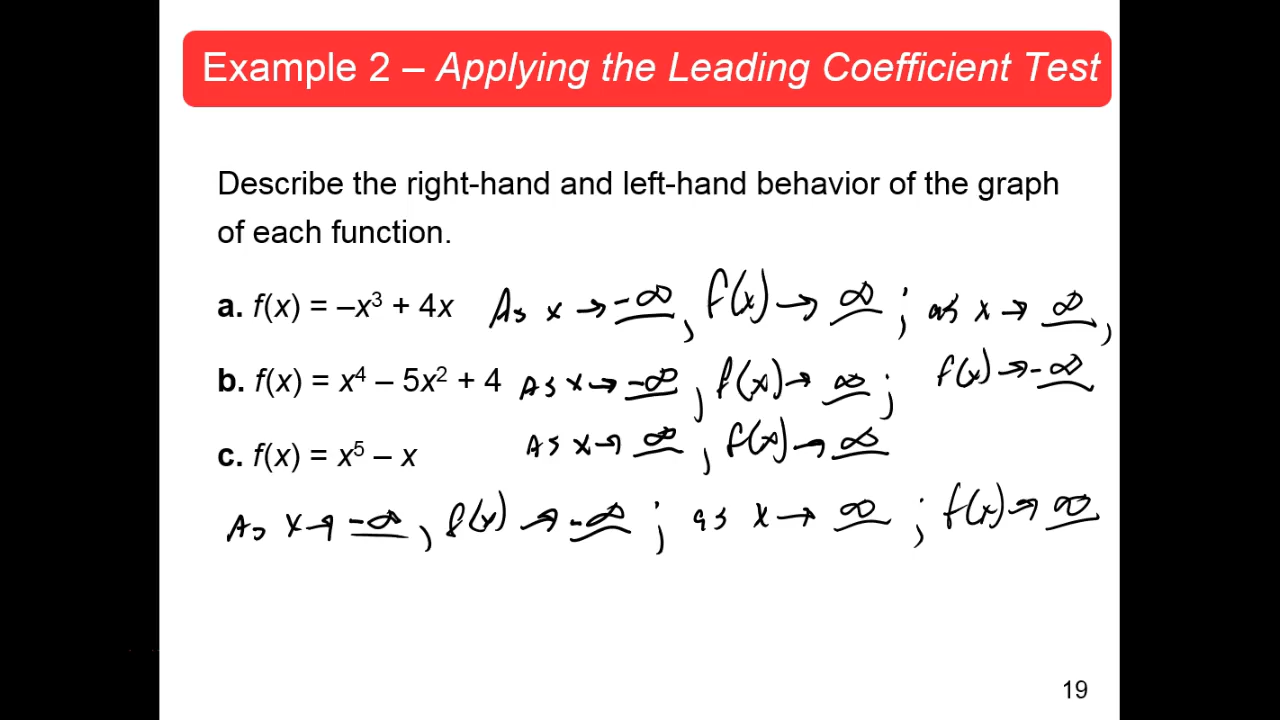 Example 2 – Applying the Leading Coefficient Test
Describe the right-hand and left-hand behavior of the graph
of each function.
a. f(x) = –x³ + 4x As x → -∞, f(x) → ∞; as x → ∞,
f(x) → -∞
b. f(x) = x⁴ – 5x² + 4 As x → -∞, f(x) → ∞;
As x → ∞, f(x) → ∞
c. f(x) = x⁵ – x
As x → -∞, f(x) → -∞; as x → ∞; f(x) → ∞
19